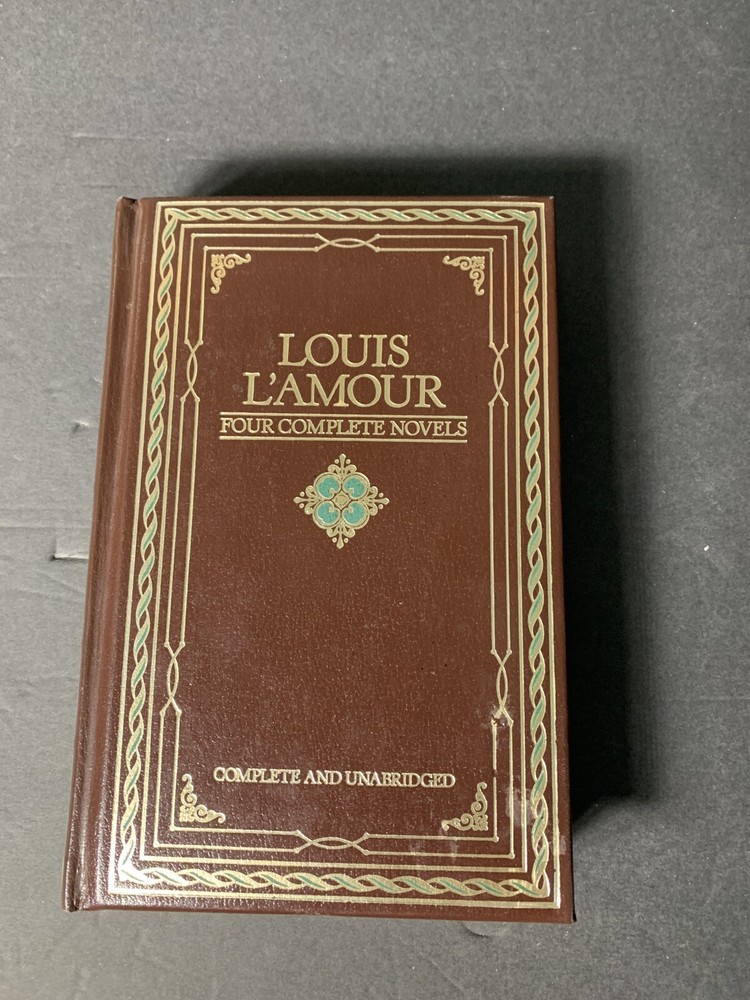 LOUIS
L'AMOUR
FOUR COMPLETE NOVELS
COMPLETE AND UNABRIDGED